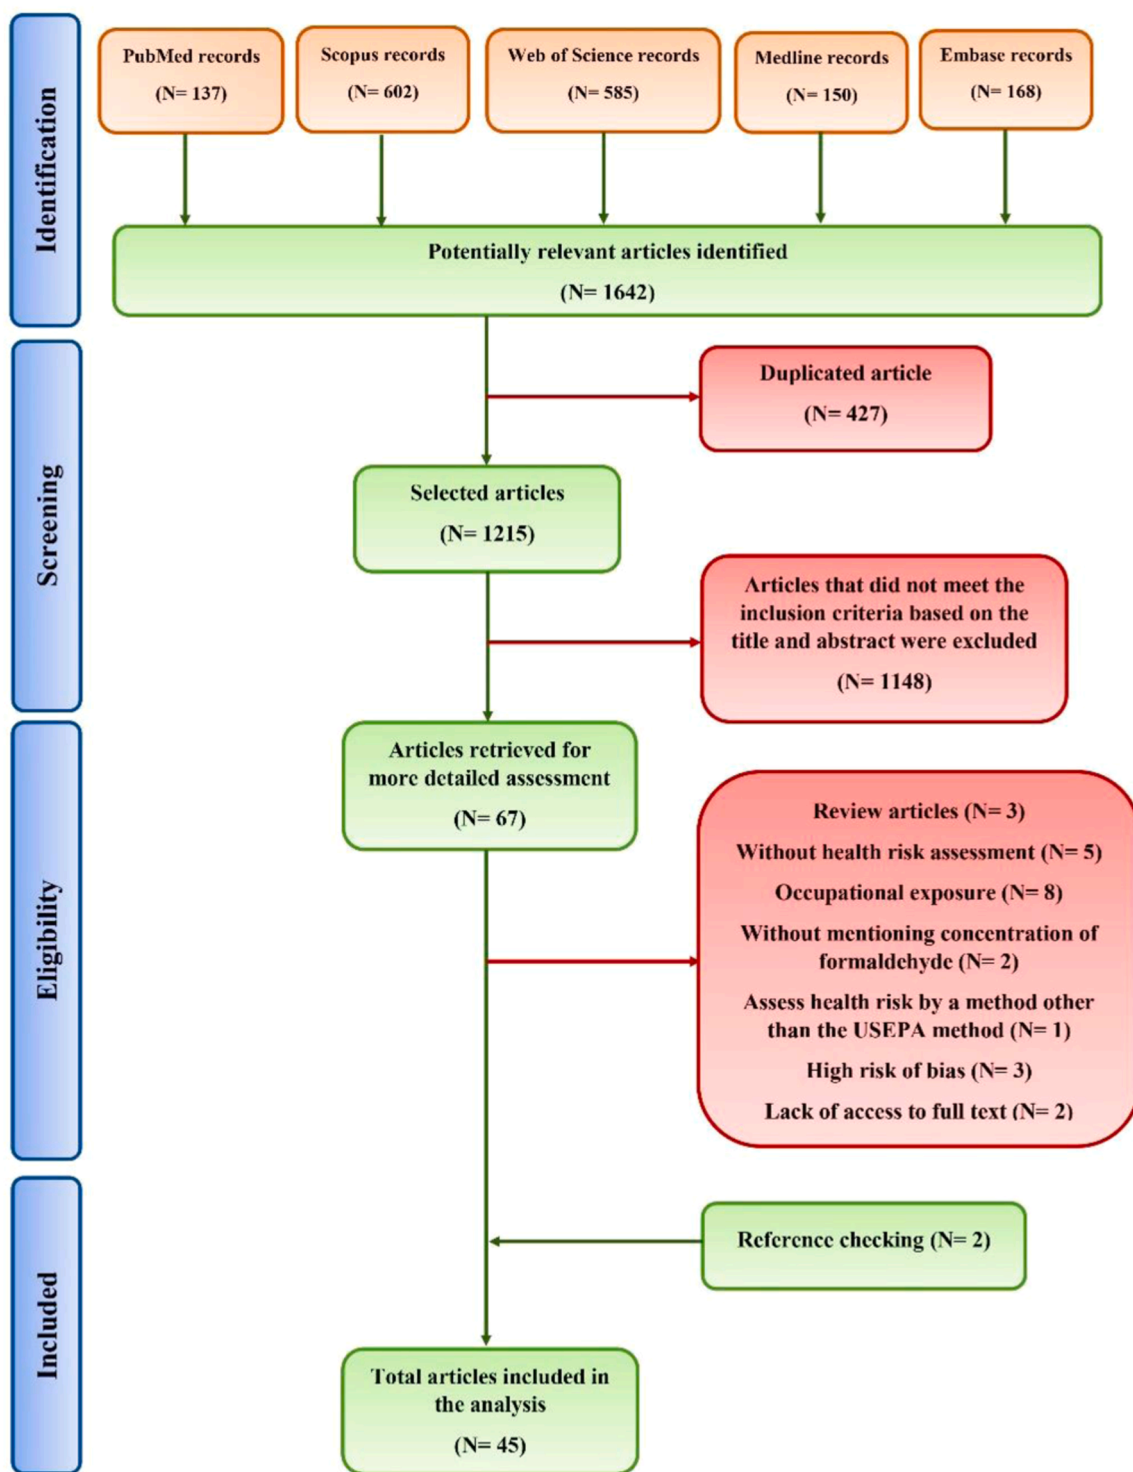 Identification
PubMed records
(N= 137)
Scopus records
(N= 602)
Web of Science records
(N= 585)
Medline records
(N= 150)
Embase records
(N= 168)
Potentially relevant articles identified
(N= 1642)
Screening
Duplicated article
(N= 427)
Selected articles
(N= 1215)
Articles that did not meet the
inclusion criteria based on the
title and abstract were excluded
(N= 1148)
Eligibility
Articles retrieved for
more detailed assessment
(N= 67)
Review articles (N= 3)
Without health risk assessment (N= 5)
Occupational exposure (N= 8)
Without mentioning concentration of
formaldehyde (N= 2)
Assess health risk by a method other
than the USEPA method (N= 1)
High risk of bias (N= 3)
Lack of access to full text (N= 2)
Included
Reference checking (N= 2)
Total articles included in
the analysis
(N= 45)